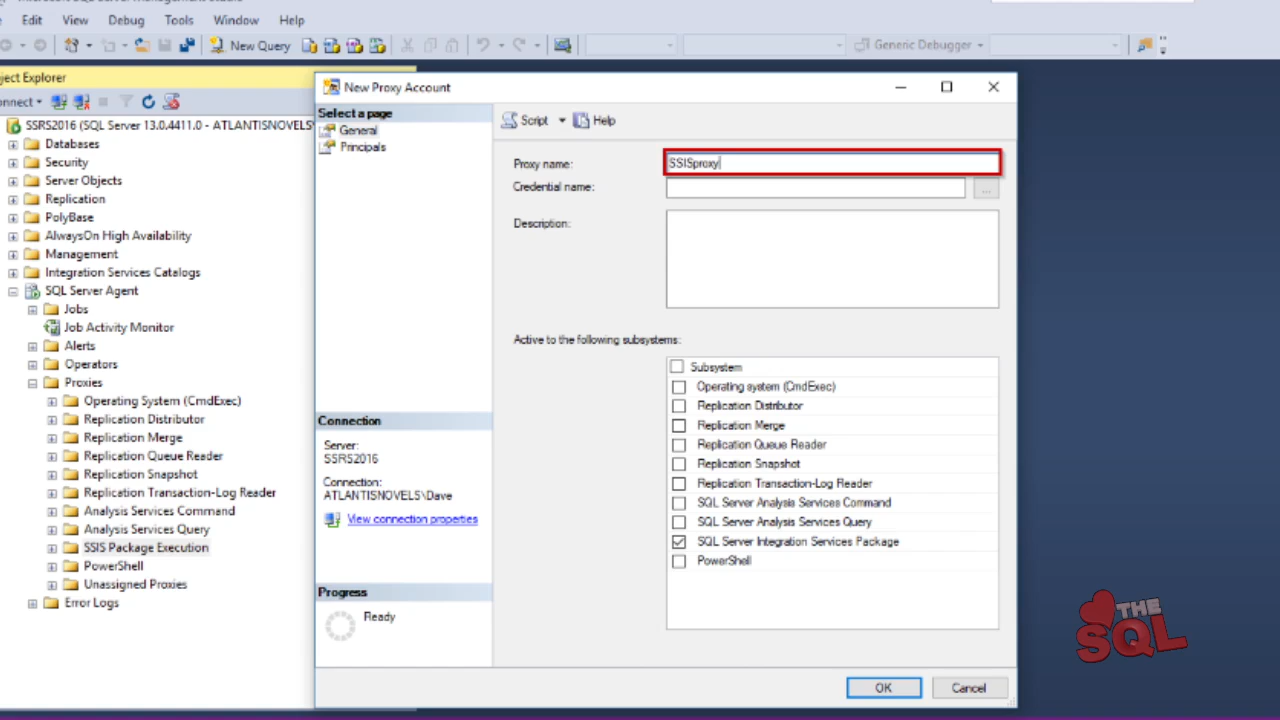 Microsoft SQL Server Management Studio
Edit View Debug Tools Window Help
New Query
Generic Debugger
ject Explorer
nnect
SSRS2016 (SQL Server 13.0.4411.0 - ATLANTISNOVELS\
Databases
Security
Server Objects
Replication
PolyBase
AlwaysOn High Availability
Management
Integration Services Catalogs
SQL Server Agent
Jobs
Job Activity Monitor
Alerts
Operators
Proxies
Operating System (CmdExec)
Replication Distributor
Replication Merge
Replication Queue Reader
Replication Snapshot
Replication Transaction-Log Reader
Analysis Services Command
Analysis Services Query
SSIS Package Execution
PowerShell
Unassigned Proxies
Error Logs
New Proxy Account
Select a page
General
Principals
Connection
Server:
SSRS2016
Connection:
ATLANTISNOVELS\Dave
View connection properties
Progress
Ready
Script Help
Proxy name: SSISproxy
Credential name:
...
Description:
Active to the following subsystems:
Subsystem
Operating system (CmdExec)
Replication Distributor
Replication Merge
Replication Queue Reader
Replication Snapshot
Replication Transaction-Log Reader
SQL Server Analysis Services Command
SQL Server Analysis Services Query
SQL Server Integration Services Package
PowerShell
OK Cancel
THE
SQL